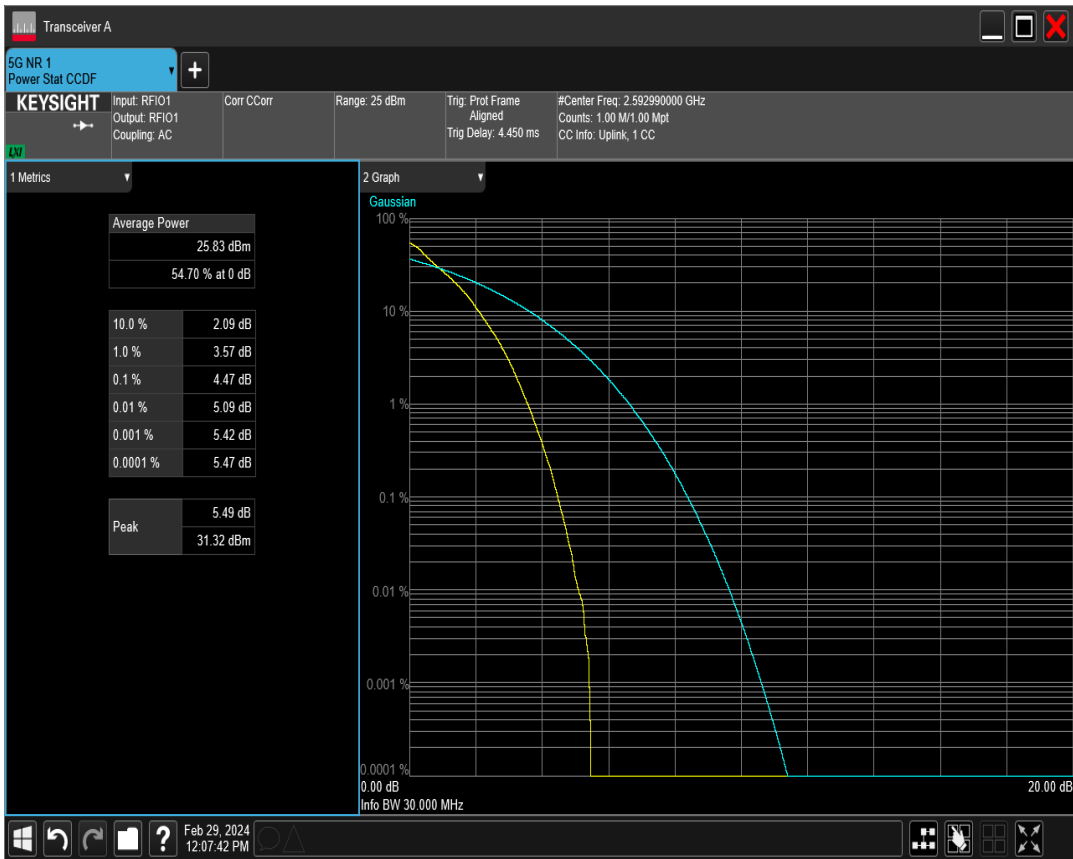 Transceiver A
5G NR 1
Power Stat CCDF
+
KEYSIGHT
Input: RFIO1
Output: RFIO1
Coupling: AC
Corr CCorr
Range: 25 dBm
Trig: Prot Frame
Aligned
Trig Delay: 4.450 ms
#Center Freq: 2.592990000 GHz
Counts: 1.00 M/1.00 Mpt
CC Info: Uplink, 1 CC
LXI
1 Metrics
Average Power
25.83 dBm
54.70 % at 0 dB
10.0 % 2.09 dB
1.0 % 3.57 dB
0.1 % 4.47 dB
0.01 % 5.09 dB
0.001 % 5.42 dB
0.0001 % 5.47 dB
Peak 5.49 dB
31.32 dBm
2 Graph
Gaussian
100 %
10 %
1 %
0.1 %
0.01 %
0.001 %
0.0001 %
0.00 dB 20.00 dB
Info BW 30.000 MHz
? Feb 29, 2024
12:07:42 PM